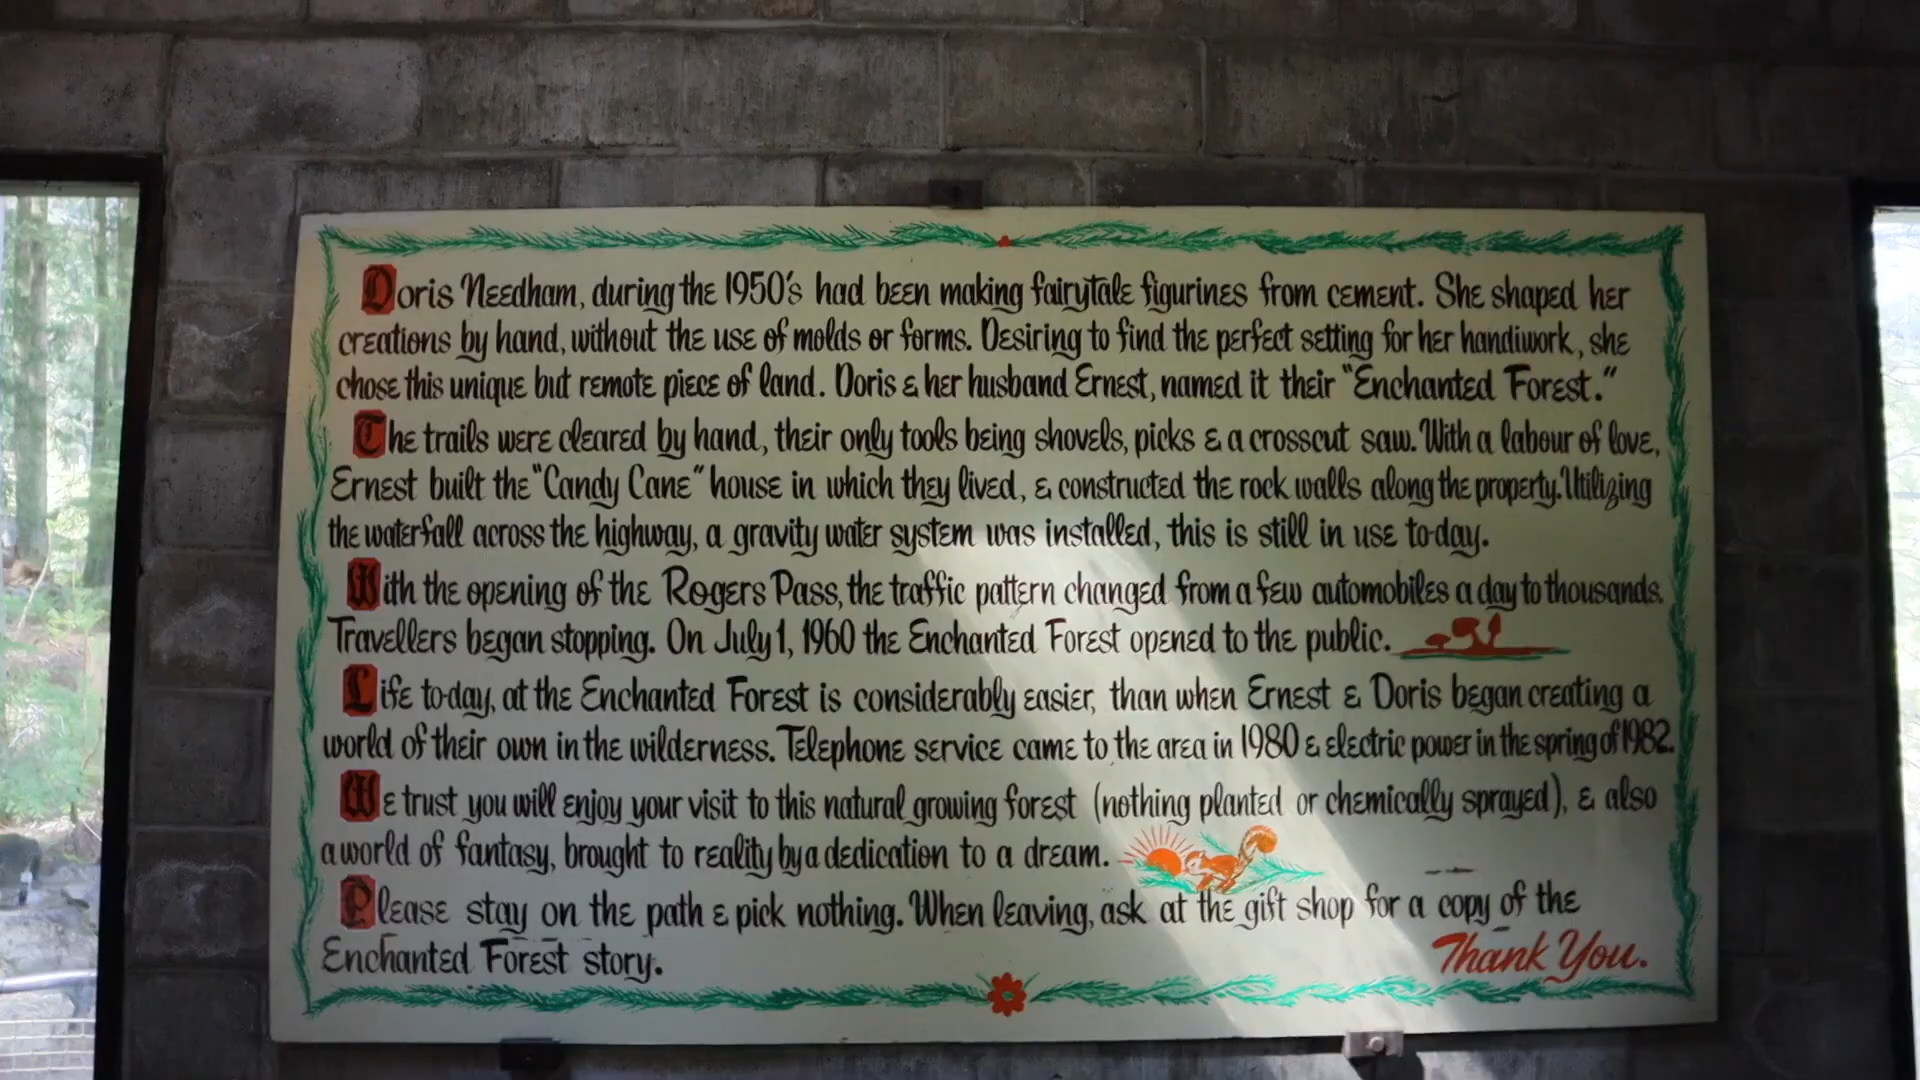 Doris Needham, during the 1950's had been making fairytale figurines from cement. She shaped her
creations by hand, without the use of molds or forms. Desiring to find the perfect setting for her handiwork, she
chose this unique but remote piece of land. Doris & her husband Ernest, named it their "Enchanted Forest."
The trails were cleared by hand, their only tools being shovels, picks & a crosscut saw. With a labour of love,
Ernest built the "Candy Cane" house in which they lived, & constructed the rock walls along the property. Utilizing
the waterfall across the highway, a gravity water system was installed, this is still in use to-day.
With the opening of the Rogers Pass, the traffic pattern changed from a few automobiles a day to thousands.
Travellers began stopping. On July 1, 1960 the Enchanted Forest opened to the public.
Life to-day, at the Enchanted Forest is considerably easier, than when Ernest & Doris began creating a
world of their own in the wilderness. Telephone service came to the area in 1980 & electric power in the spring of 1982.
We trust you will enjoy your visit to this natural growing forest (nothing planted or chemically sprayed), & also
a world of fantasy, brought to reality by a dedication to a dream.
Please stay on the path & pick nothing. When leaving, ask at the gift shop for a copy of the
Enchanted Forest story.
Thank You.